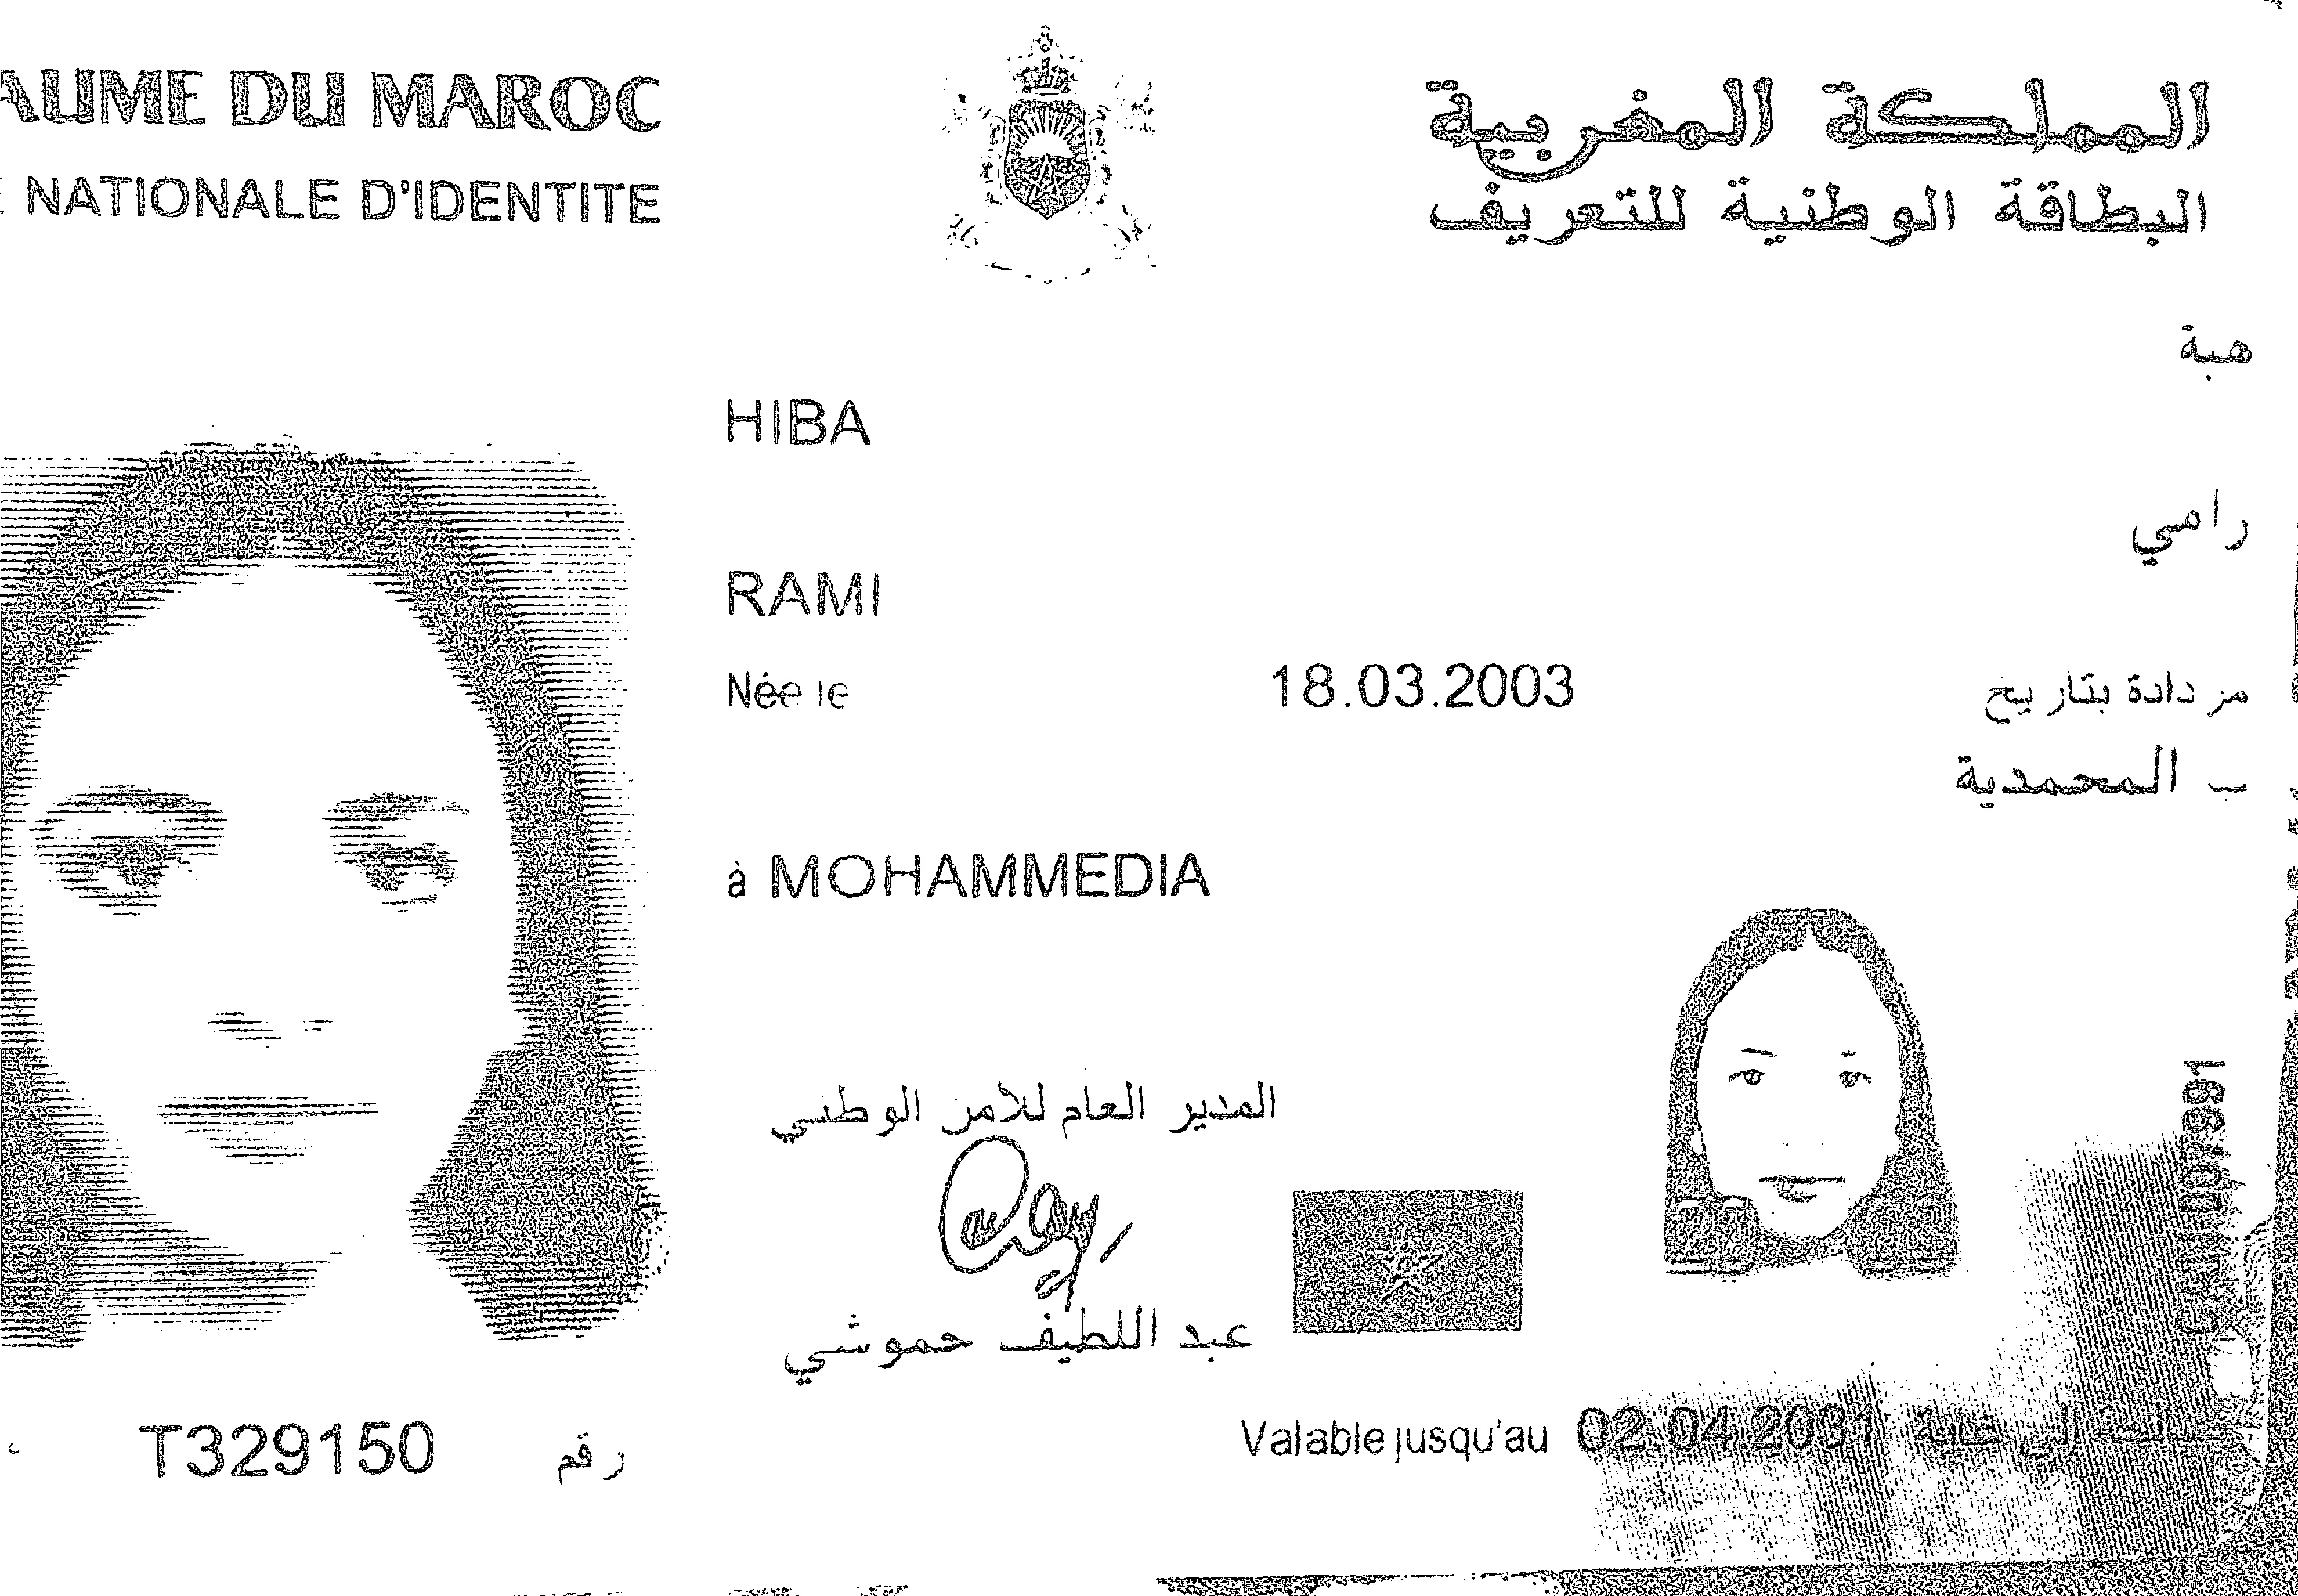 AUME DU MAROC
المملكة المغربية
NATIONALE D'IDENTITE
البطاقة الوطنية للتعريف
هبة
HIBA
رامي
RAMI
Née le 18.03.2003 مزدادة بتاريخ
ب المحمدية
à MOHAMMEDIA
المدير العام للأمن الوطني
عبد اللطيف حموشي
T329150 رقم
Valable jusqu'au 02.04.2031 صالحة إلى غاية